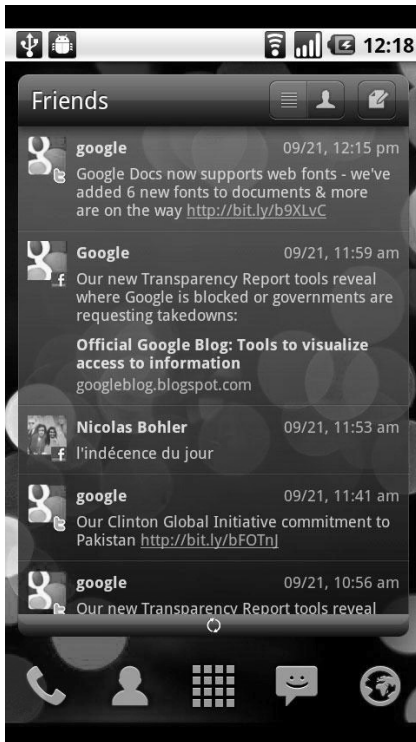 12:18
Friends
google 09/21, 12:15 pm
Google Docs now supports web fonts - we've
added 6 new fonts to documents & more
are on the way http://bit.ly/b9XLvC
Google 09/21, 11:59 am
Our new Transparency Report tools reveal
where Google is blocked or governments are
requesting takedowns:
Official Google Blog: Tools to visualize
access to information
googleblog.blogspot.com
Nicolas Bohler 09/21, 11:53 am
l'indécence du jour
google 09/21, 11:41 am
Our Clinton Global Initiative commitment to
Pakistan http://bit.ly/bFOTnJ
google 09/21, 10:56 am
Our new Transparency Report tools reveal